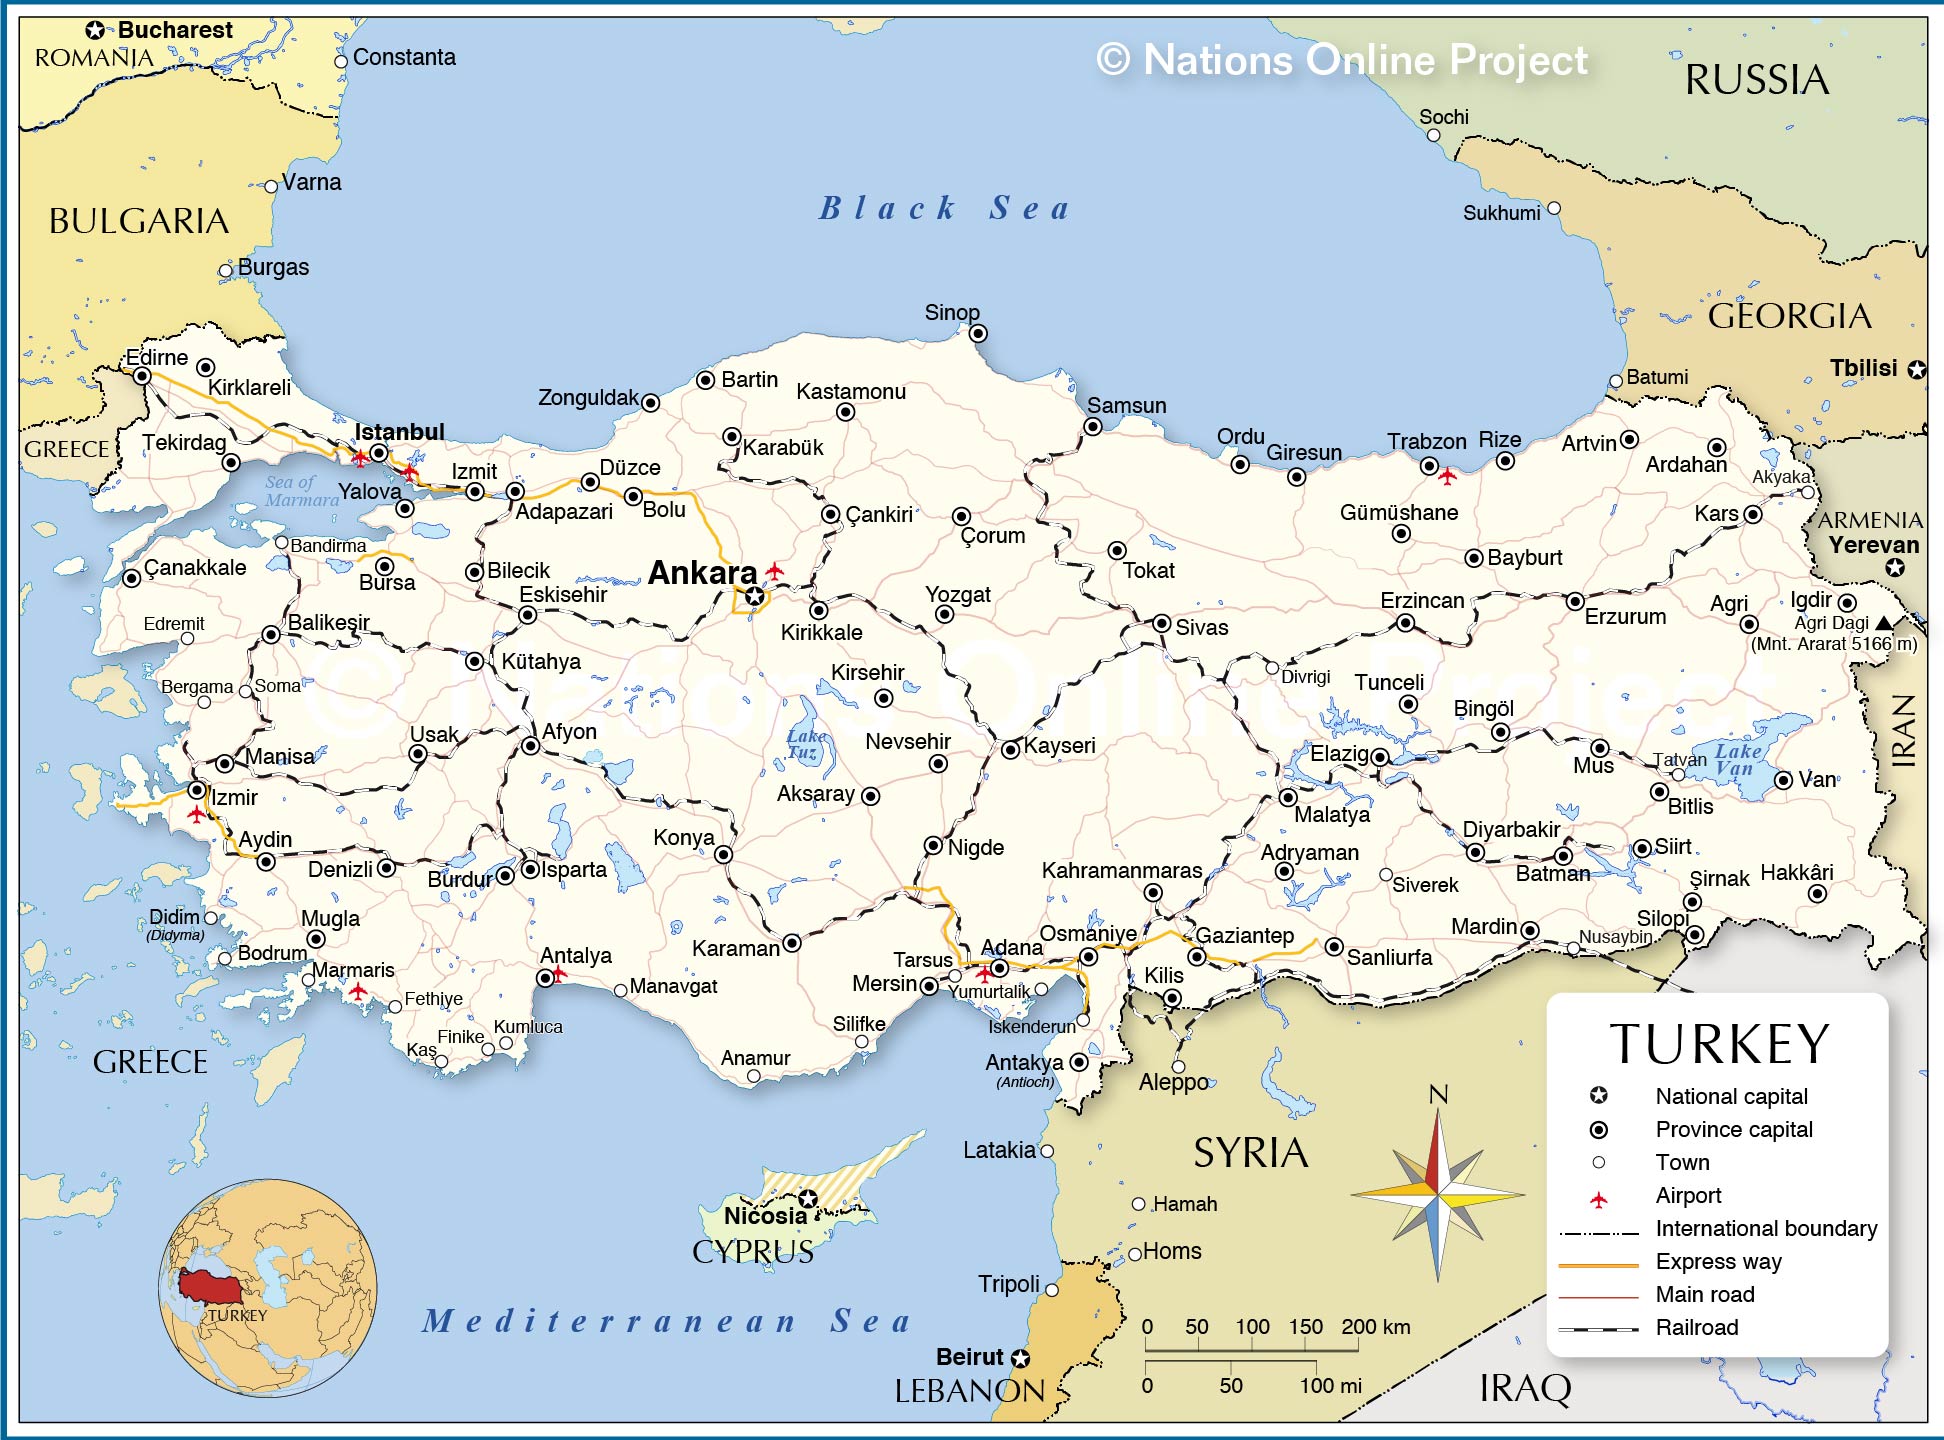 Bucharest
ROMANIA
Constanta
© Nations Online Project
RUSSIA
Sochi
Varna
BULGARIA
Black Sea
Sukhumi
Burgas
GEORGIA
Tbilisi
Batumi
Sinop
Edirne
Kirklareli
Zonguldak
Bartin
Kastamonu
Samsun
GREECE
Tekirdag
Istanbul
Karabük
Ordu
Giresun
Trabzon
Rize
Artvin
Ardahan
Akyaka
Sea of
Marmara
Yalova
Izmit
Düzce
Adapazari
Bolu
Çankiri
Çorum
Gümüshane
Kars
ARMENIA
Yerevan
Bandirma
Çanakkale
Bursa
Bilecik
Ankara
Tokat
Bayburt
Eskisehir
Yozgat
Erzincan
Erzurum
Agri
Igdir
Agri Dagi
(Mnt. Ararat 5166 m)
Edremit
Balikeşir
Kirikkale
Sivas
© Nations Online Project
Kütahya
Bergama
Soma
Kirsehir
Divrigi
Tunceli
Bingöl
IRAN
Manisa
Usak
Afyon
Lake
Tuz
Nevsehir
Kayseri
Elazig
Mus
Tatvan
Lake
Van
Van
Izmir
Aksaray
Malatya
Bitlis
Aydin
Denizli
Burdur
Isparta
Konya
Nigde
Kahramanmaras
Adryaman
Diyarbakir
Batman
Siirt
Siverek
Şirnak
Hakkâri
Didim
(Didyma)
Mugla
Bodrum
Marmaris
Antalya
Karaman
Tarsus
Adana
Osmaniye
Gaziantep
Sanliurfa
Mardin
Silopi
Nusaybin
Fethiye
Manavgat
Mersin
Yumurtalik
Kilis
Kaş
Finike
Kumluca
Silifke
Anamur
Iskenderun
Antakya
(Antioch)
Aleppo
GREECE
Latakia
SYRIA
Hamah
Homs
Nicosia
CYPRUS
Tripoli
Mediterranean Sea
Beirut
LEBANON
IRAQ
TURKEY
N
0 50 100 150 200 km
0 50 100 mi
TURKEY
National capital
Province capital
Town
Airport
International boundary
Express way
Main road
Railroad